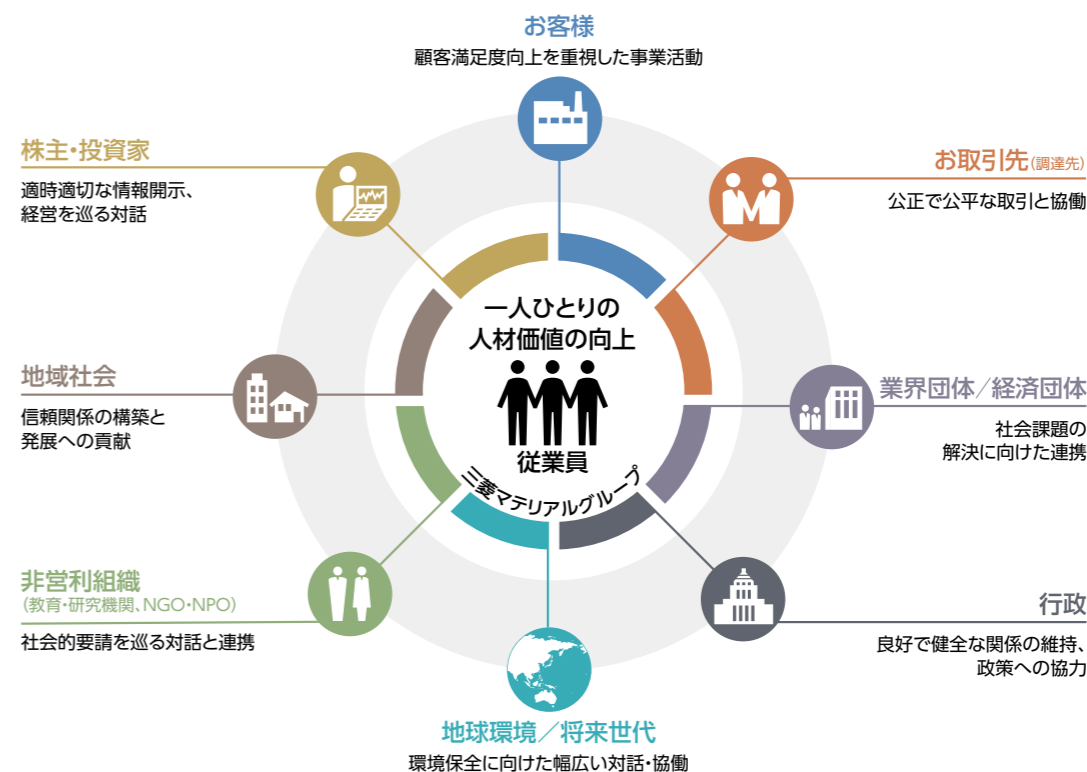 お客様
顧客満足度向上を重視した事業活動
株主・投資家
適時適切な情報開示、
経営を巡る対話
お取引先(調達先)
公正で公平な取引と協働
一人ひとりの
人材価値の向上
従業員
三菱マテリアルグループ
地域社会
信頼関係の構築と
発展への貢献
業界団体/経済団体
社会課題の
解決に向けた連携
非営利組織
(教育・研究機関、NGO・NPO)
社会的要請を巡る対話と連携
行政
良好で健全な関係の維持、
政策への協力
地球環境/将来世代
環境保全に向けた幅広い対話・協働